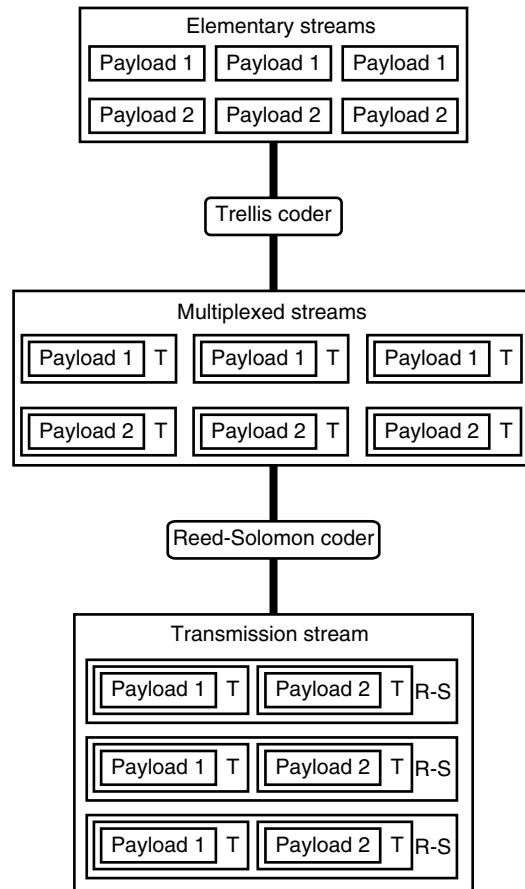 Elementary streams
Payload 1 Payload 1 Payload 1
Payload 2 Payload 2 Payload 2
Trellis coder
Multiplexed streams
Payload 1 T Payload 1 T Payload 1 T
Payload 2 T Payload 2 T Payload 2 T
Reed-Solomon coder
Transmission stream
Payload 1 T Payload 2 T R-S
Payload 1 T Payload 2 T R-S
Payload 1 T Payload 2 T R-S